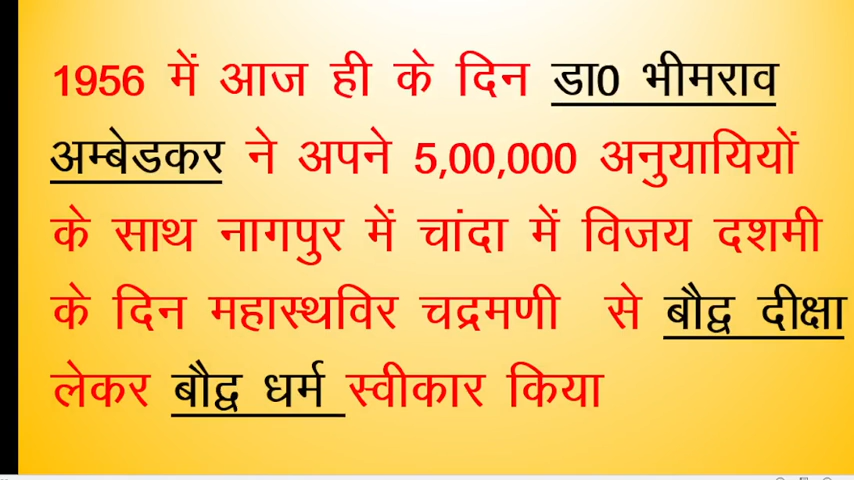 1956 में आज ही के दिन डा0 भीमराव
अम्बेडकर ने अपने 5,00,000 अनुयायियों
के साथ नागपुर में चांदा में विजय दशमी
के दिन महास्थविर चद्रमणी से बौद्व दीक्षा
लेकर बौद्व धर्म स्वीकार किया